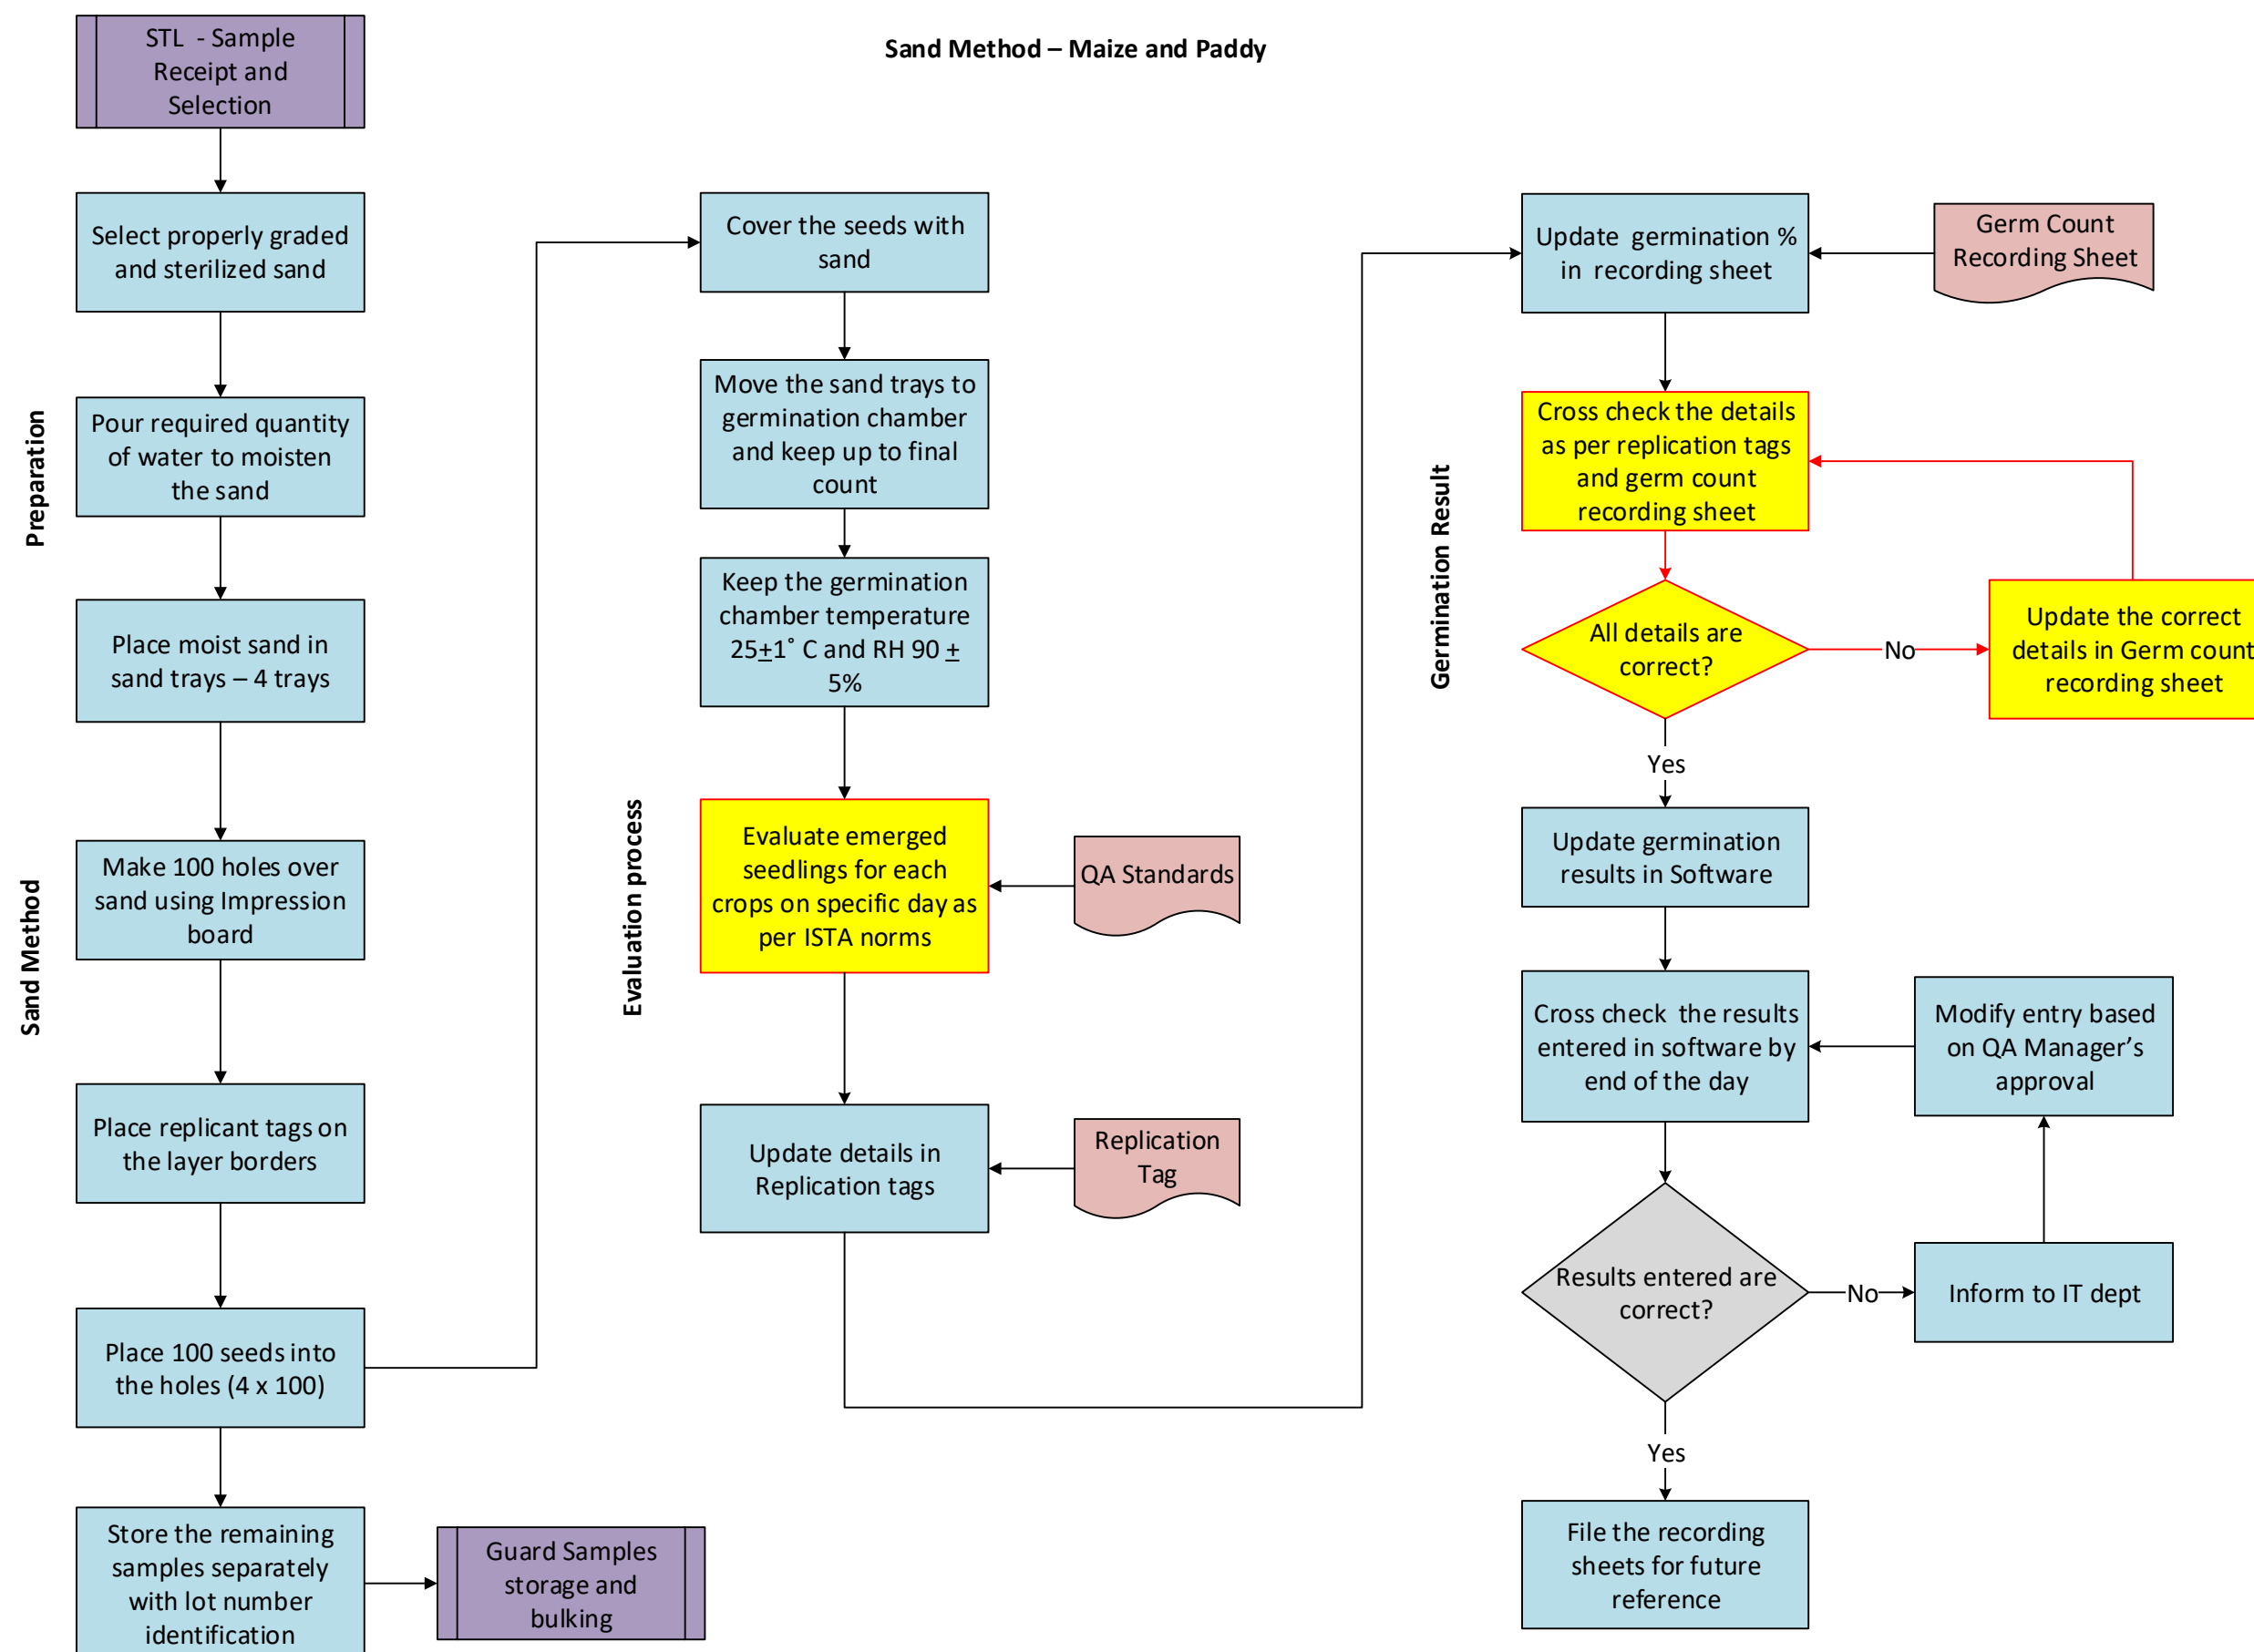 Sand Method – Maize and Paddy
STL - Sample
Receipt and
Selection
Preparation
Select properly graded
and sterilized sand
Pour required quantity
of water to moisten
the sand
Place moist sand in
sand trays – 4 trays
Sand Method
Make 100 holes over
sand using Impression
board
Place replicant tags on
the layer borders
Place 100 seeds into
the holes (4 x 100)
Store the remaining
samples separately
with lot number
identification
Guard Samples
storage and
bulking
Cover the seeds with
sand
Move the sand trays to
germination chamber
and keep up to final
count
Keep the germination
chamber temperature
25±1˚ C and RH 90 ±
5%
Evaluation process
Evaluate emerged
seedlings for each
crops on specific day as
per ISTA norms
QA Standards
Update details in
Replication tags
Replication
Tag
Germination Result
Update germination %
in recording sheet
Germ Count
Recording Sheet
Cross check the details
as per replication tags
and germ count
recording sheet
All details are
correct?
No
Update the correct
details in Germ count
recording sheet
Yes
Update germination
results in Software
Cross check the results
entered in software by
end of the day
Modify entry based
on QA Manager’s
approval
Results entered are
correct?
No
Inform to IT dept
Yes
File the recording
sheets for future
reference